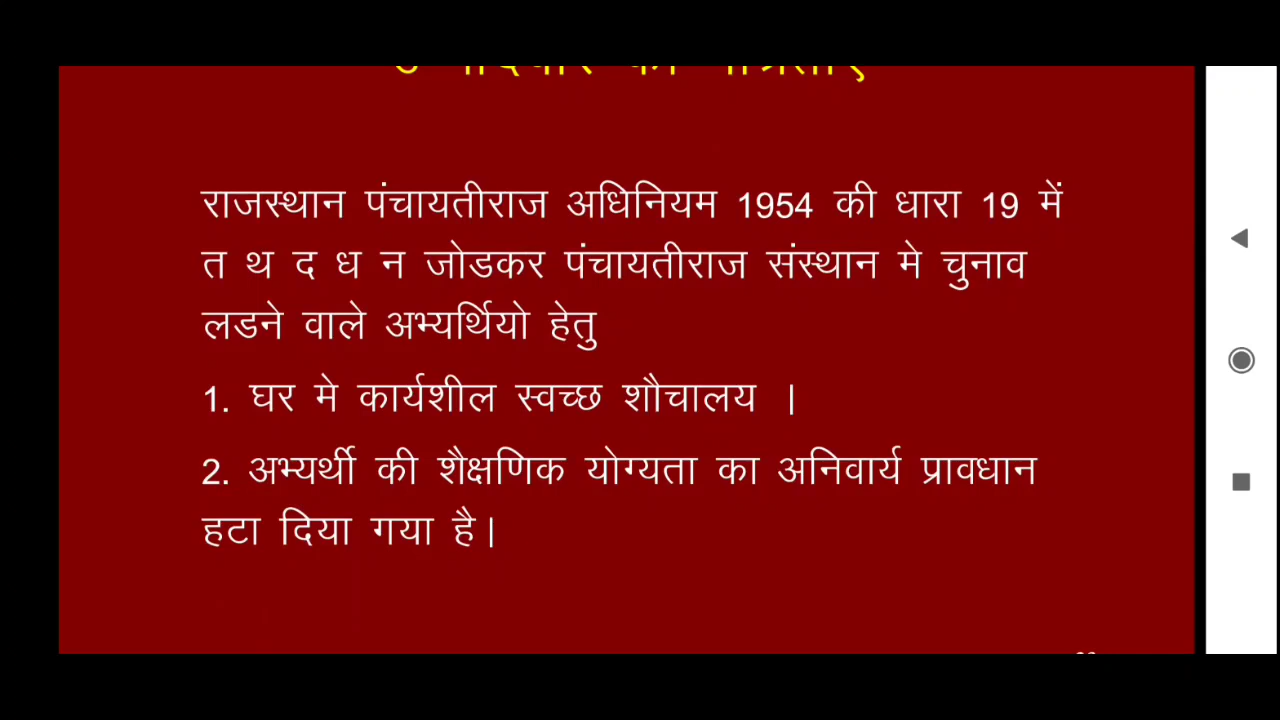 राजस्थान पंचायतीराज अधिनियम 1954 की धारा 19 में
त थ द ध न जोडकर पंचायतीराज संस्थान मे चुनाव
लडने वाले अभ्यर्थियो हेतु
1. घर मे कार्यशील स्वच्छ शौचालय ।
2. अभ्यर्थी की शैक्षणिक योग्यता का अनिवार्य प्रावधान
हटा दिया गया है।